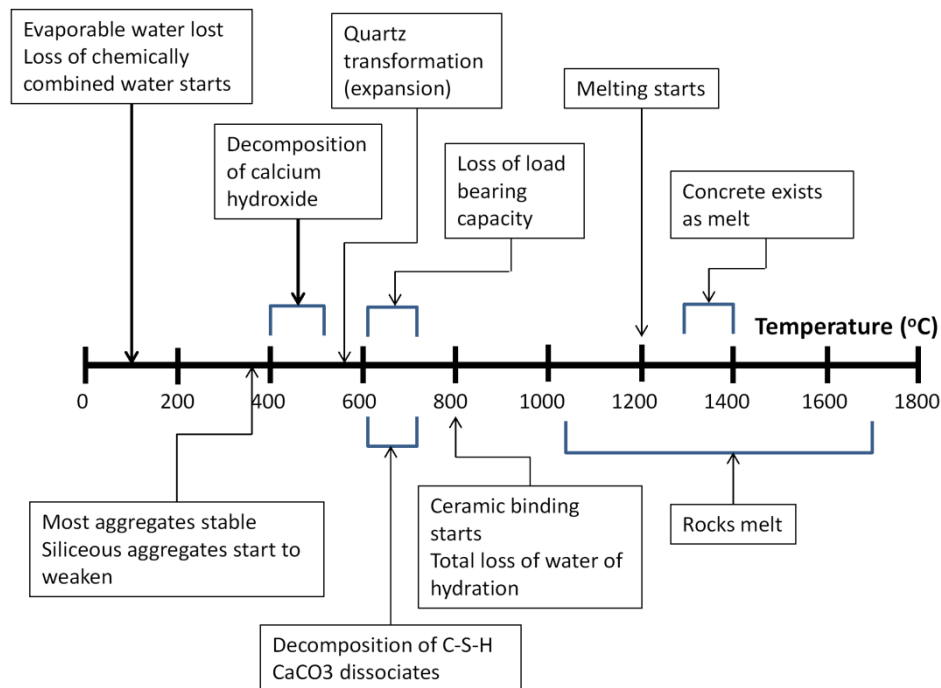 Evaporable water lost
Loss of chemically
combined water starts
Quartz
transformation
(expansion)
Melting starts
Decomposition
of calcium
hydroxide
Loss of load
bearing
capacity
Concrete exists
as melt
Temperature (ºC)
0 200 400 600 800 1000 1200 1400 1600 1800
Most aggregates stable
Siliceous aggregates start to
weaken
Ceramic binding
starts
Total loss of water of
hydration
Rocks melt
Decomposition of C-S-H
CaCO3 dissociates